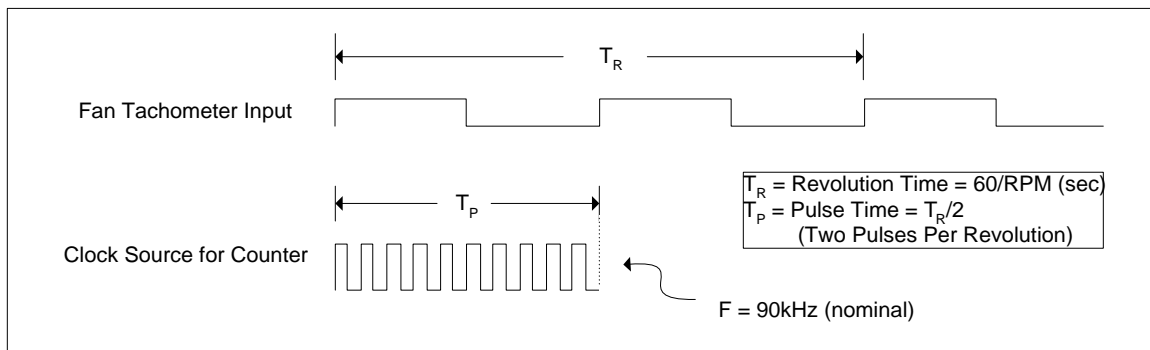 T_R
Fan Tachometer Input
T_R = Revolution Time = 60/RPM (sec)
T_P = Pulse Time = T_R/2
(Two Pulses Per Revolution)
T_P
Clock Source for Counter
F = 90kHz (nominal)